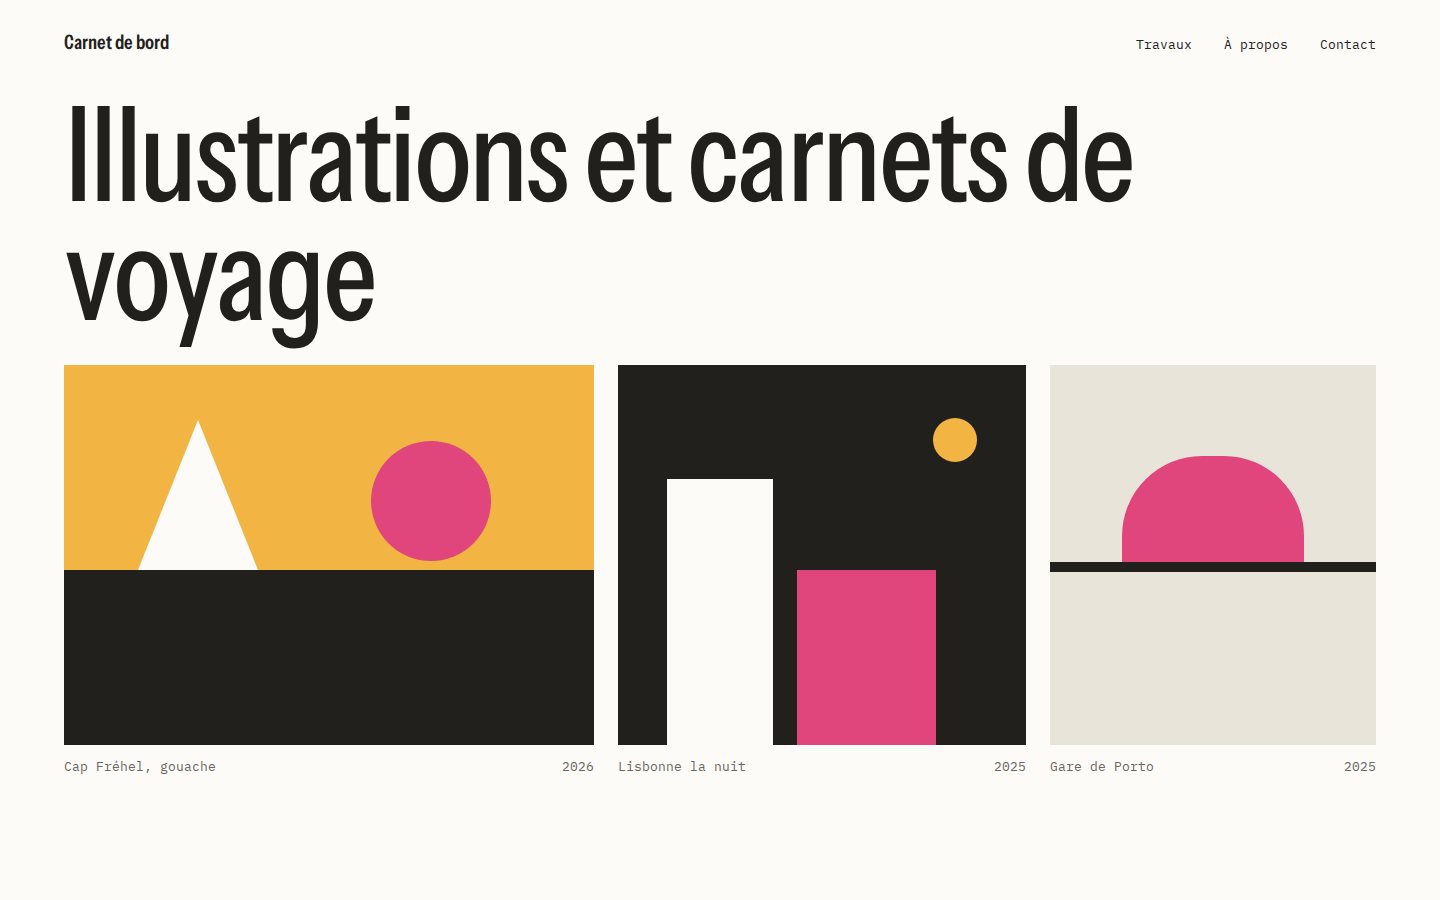 Carnet de bord
Travaux À propos Contact
Illustrations et carnets de
voyage
Cap Fréhel, gouache 2026
Lisbonne la nuit 2025
Gare de Porto 2025